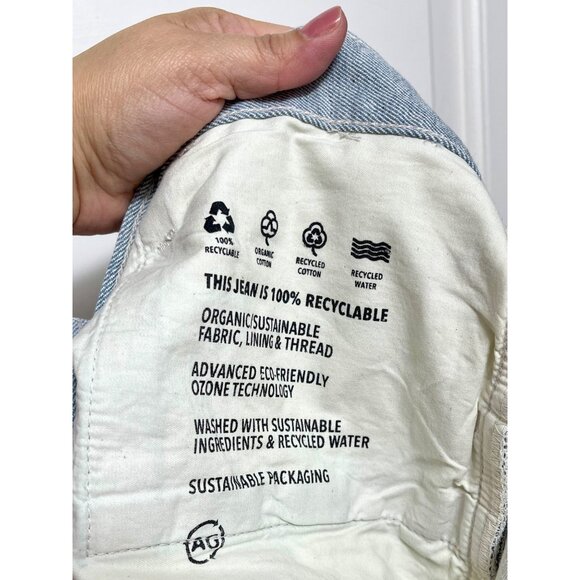 100% RECYCLABLE
ORGANIC COTTON
RECYCLED COTTON
RECYCLED WATER
THIS JEAN IS 100% RECYCLABLE
ORGANIC/SUSTAINABLE
FABRIC, LINING & THREAD
ADVANCED ECO-FRIENDLY
OZONE TECHNOLOGY
WASHED WITH SUSTAINABLE
INGREDIENTS & RECYCLED WATER
SUSTAINABLE PACKAGING
AG